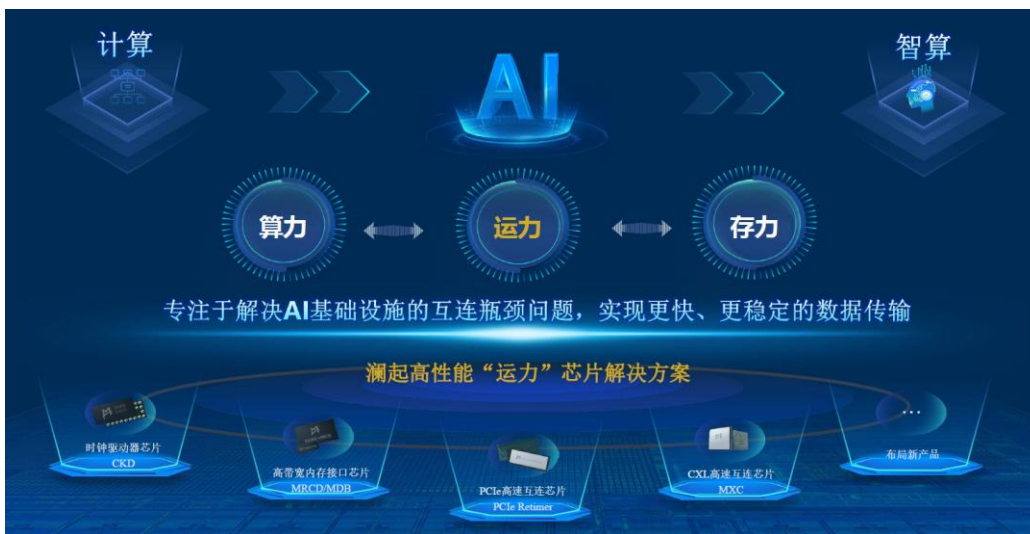 计算
AI
智算
算力
运力
存力
专注于解决AI基础设施的互连瓶颈问题，实现更快、更稳定的数据传输
澜起高性能“运力”芯片解决方案
时钟驱动器芯片
CKD
高带宽内存接口芯片
MRCD/MDB
PCIe高速互连芯片
PCIe Retimer
CXL高速互连芯片
MXC
...
布局新产品